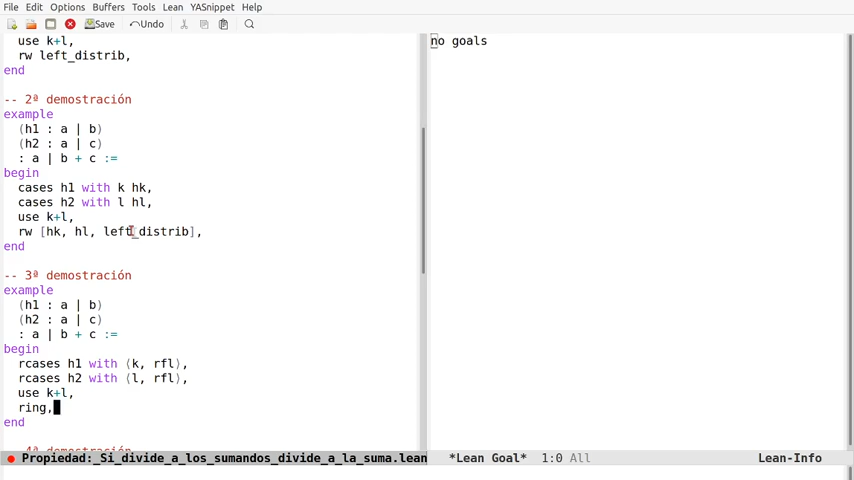 File Edit Options Buffers Tools Lean YASnippet Help
Save Undo
use k+l,
rw left_distrib,
end
-- 2ª demostración
example
(h1 : a | b)
(h2 : a | c)
: a | b + c :=
begin
cases h1 with k hk,
cases h2 with l hl,
use k+l,
rw [hk, hl, left_distrib],
end
-- 3ª demostración
example
(h1 : a | b)
(h2 : a | c)
: a | b + c :=
begin
rcases h1 with ⟨k, rfl⟩,
rcases h2 with ⟨l, rfl⟩,
use k+l,
ring,
end
-- 4ª demostración
Propiedad:_Si_divide_a_los_sumandos_divide_a_la_suma.lean
no goals
*Lean Goal* 1:0 All Lean-Info